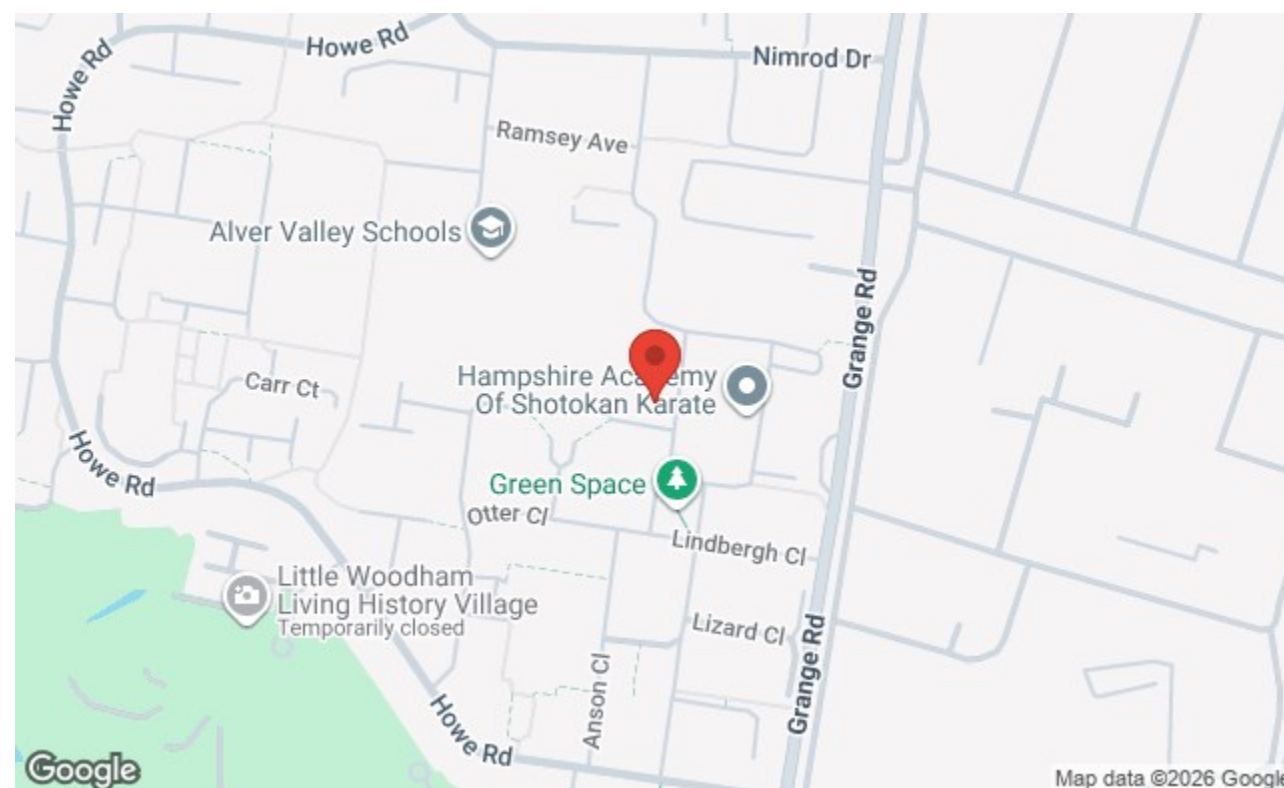 Howe Rd
Nimrod Dr
Howe Rd
Ramsey Ave
Alver Valley Schools
Grange Rd
Hampshire Academy
Of Shotokan Karate
Carr Ct
Howe Rd
Green Space
Otter Cl
Lindbergh Cl
Little Woodham
Living History Village
Temporarily closed
Lizard Cl
Anson Cl
Grange Rd
Howe Rd
Google
Map data ©2026 Google